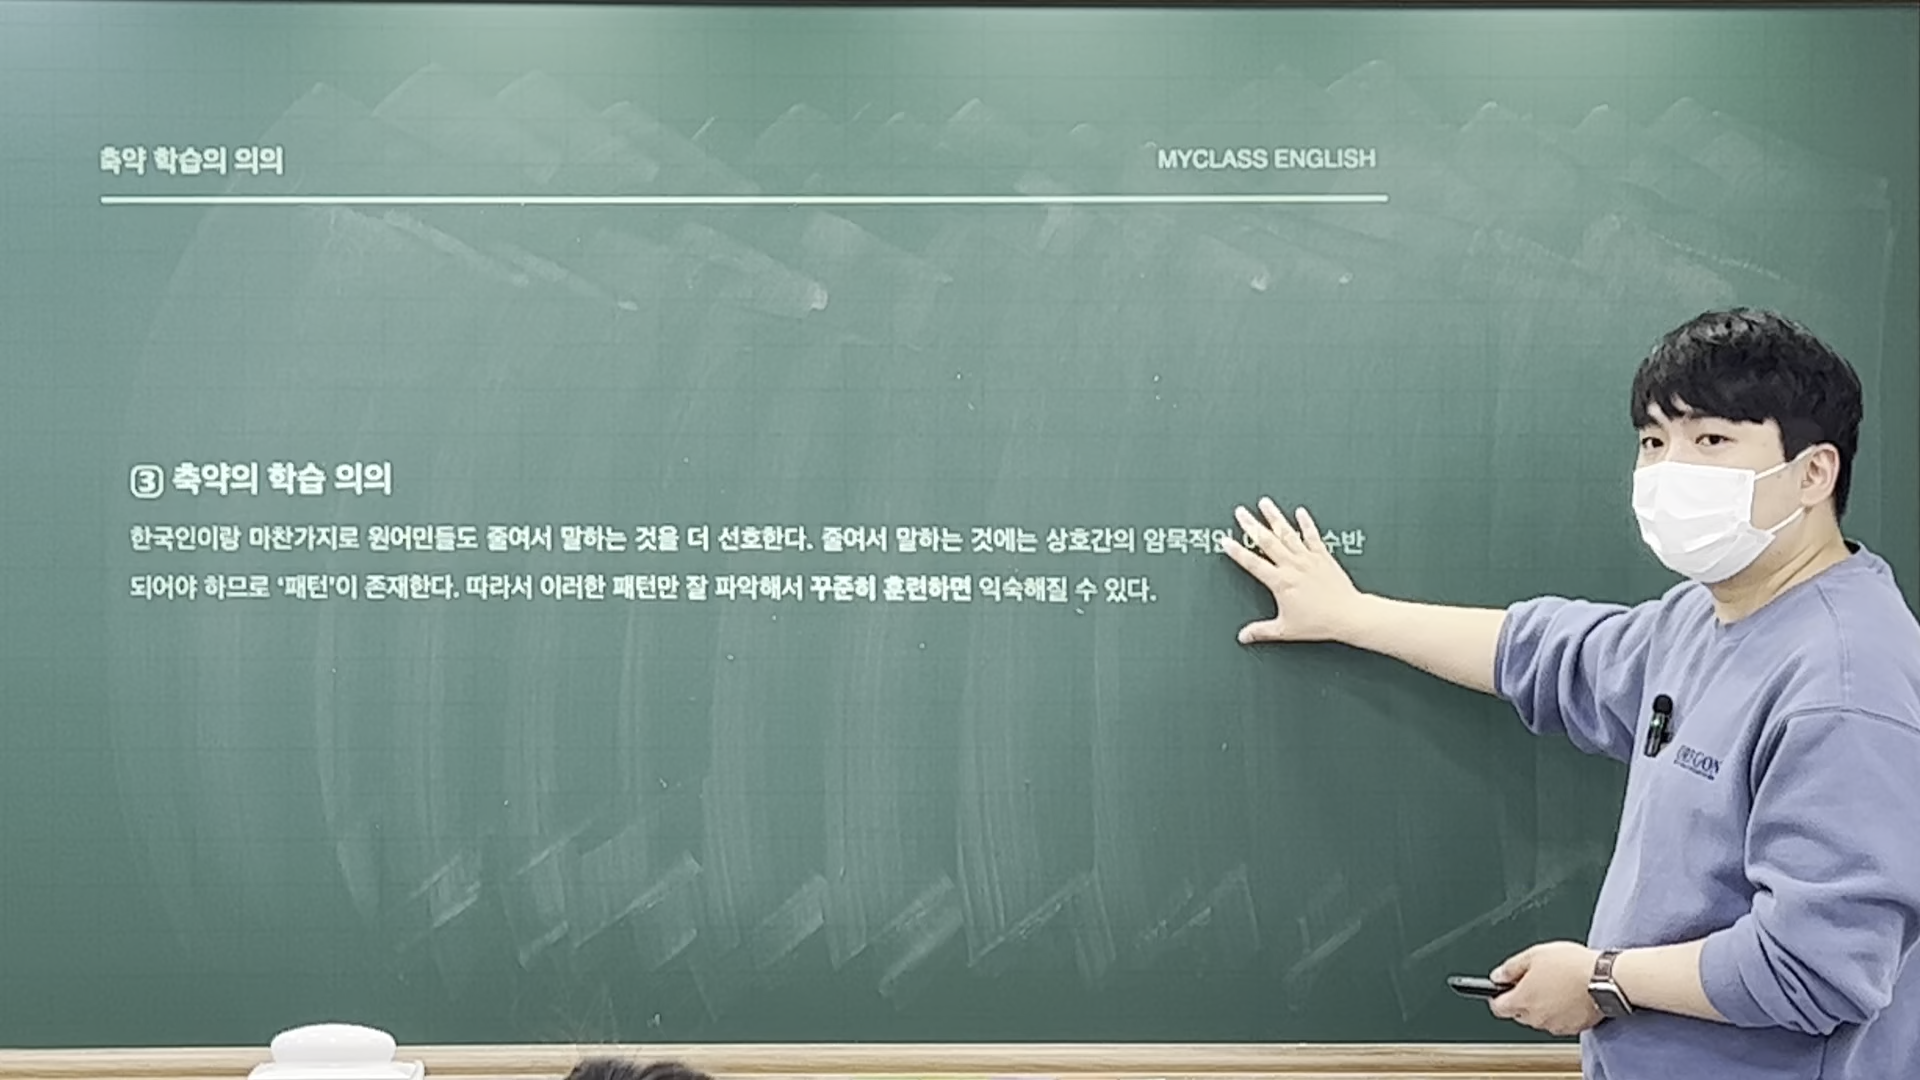 축약 학습의 의의
MYCLASS ENGLISH
3 축약의 학습 의의
한국인이랑 마찬가지로 원어민들도 줄여서 말하는 것을 더 선호한다. 줄여서 말하는 것에는 상호간의 암묵적인 수반
되어야 하므로 ‘패턴’이 존재한다. 따라서 이러한 패턴만 잘 파악해서 꾸준히 훈련하면 익숙해질 수 있다.
OREGON